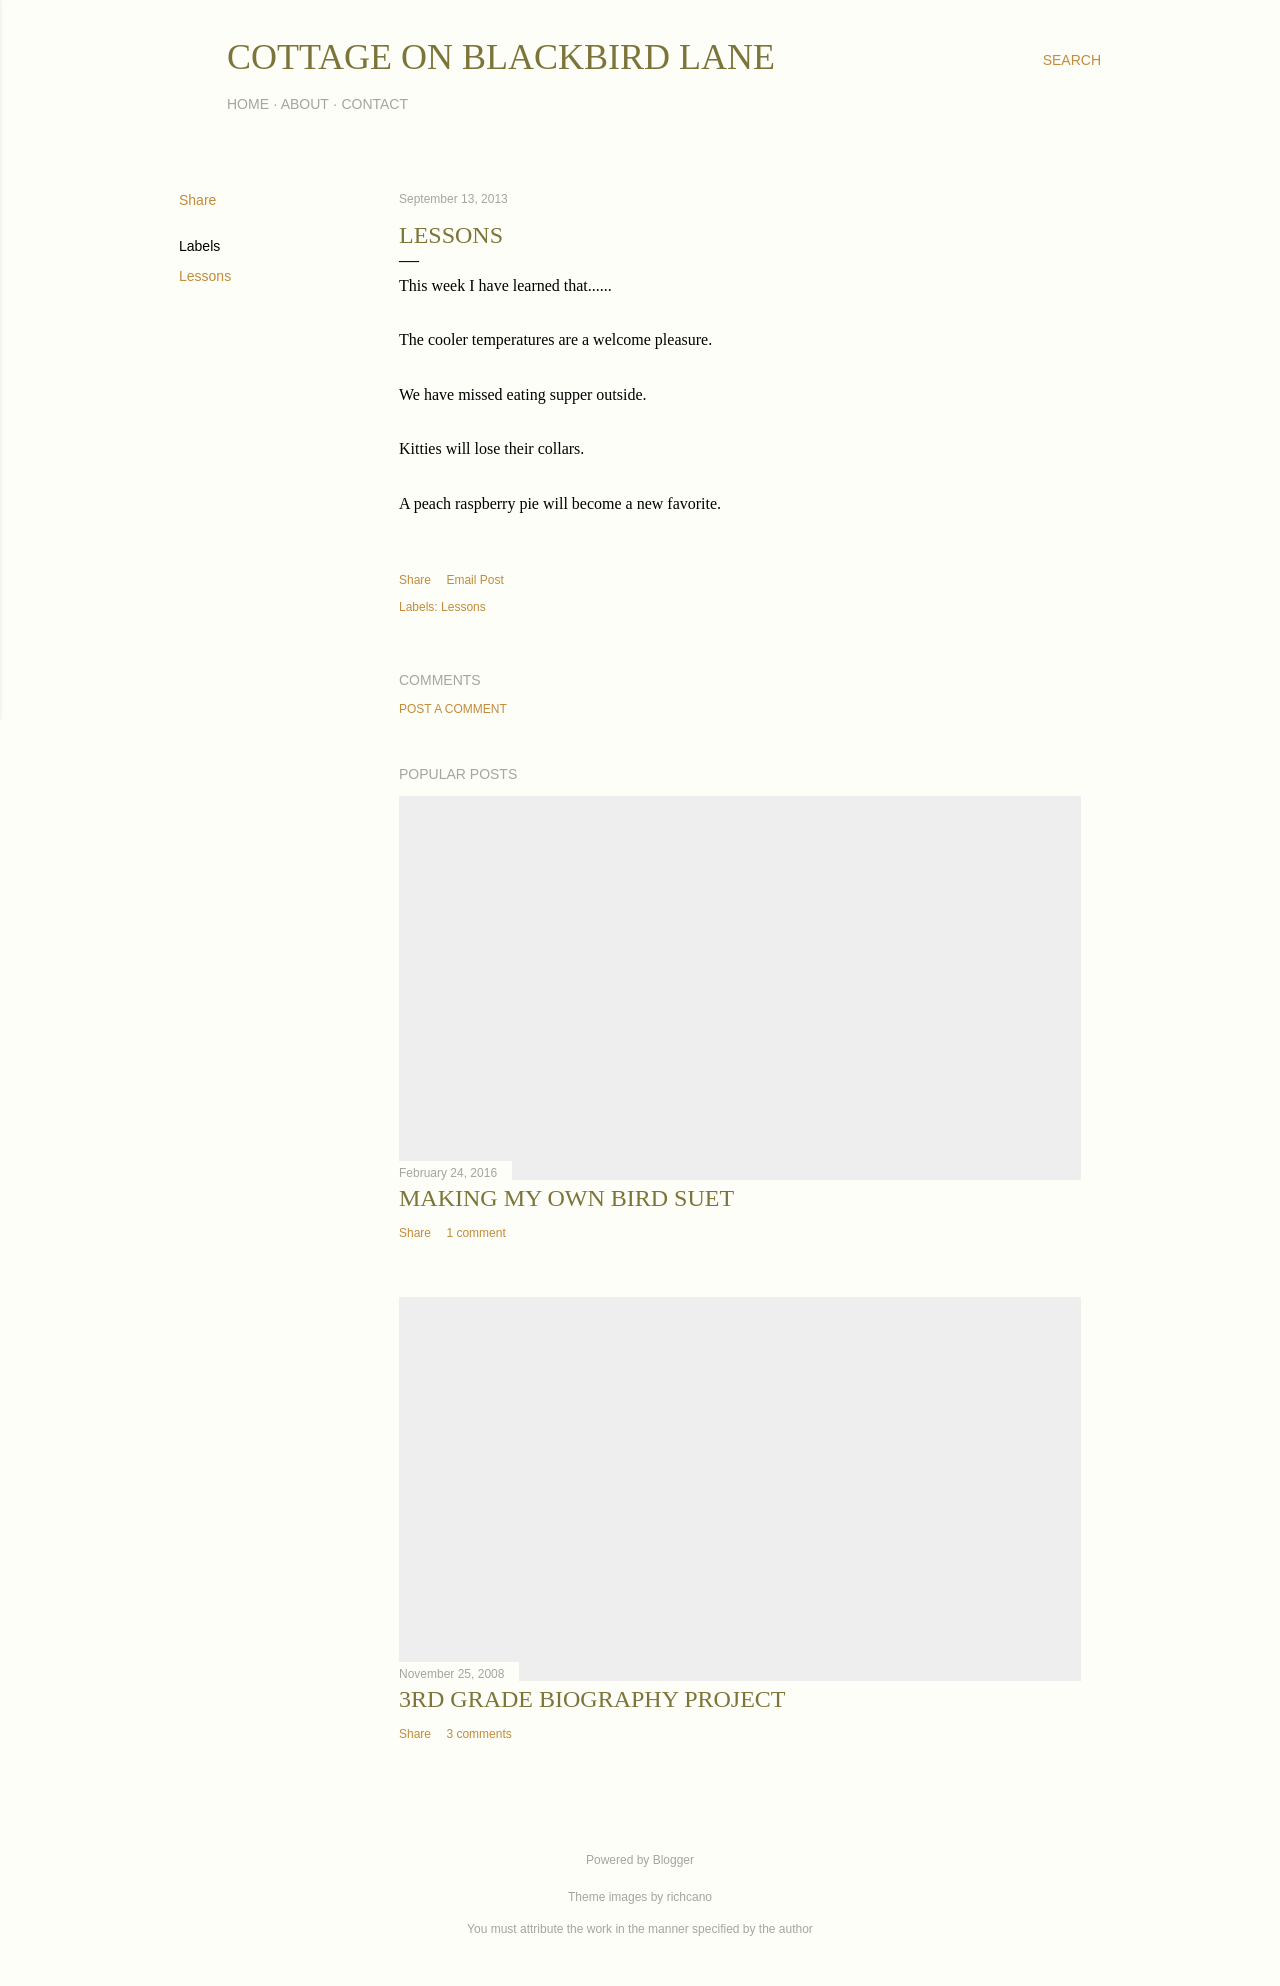 COTTAGE ON BLACKBIRD LANE
SEARCH
HOME · ABOUT · CONTACT
Share
Labels
Lessons
September 13, 2013
LESSONS
This week I have learned that......
The cooler temperatures are a welcome pleasure.
We have missed eating supper outside.
Kitties will lose their collars.
A peach raspberry pie will become a new favorite.
Share Email Post
Labels: Lessons
COMMENTS
POST A COMMENT
POPULAR POSTS
February 24, 2016
MAKING MY OWN BIRD SUET
Share 1 comment
November 25, 2008
3RD GRADE BIOGRAPHY PROJECT
Share 3 comments
Powered by Blogger
Theme images by richcano
You must attribute the work in the manner specified by the author